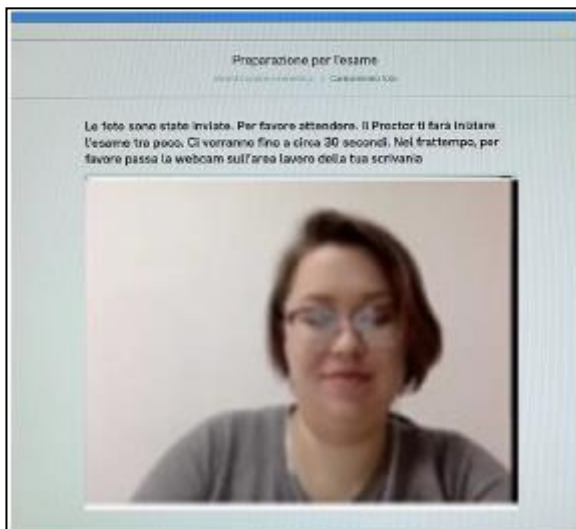 Preparazione per l'esame
Caricamento foto
Le foto sono state inviate. Per favore attendere. Il Proctor ti farà iniziare
l'esame tra poco. Ci vorranno fino a circa 30 secondi. Nel frattempo, per
favore passa la webcam sull'area lavoro della tua scrivania